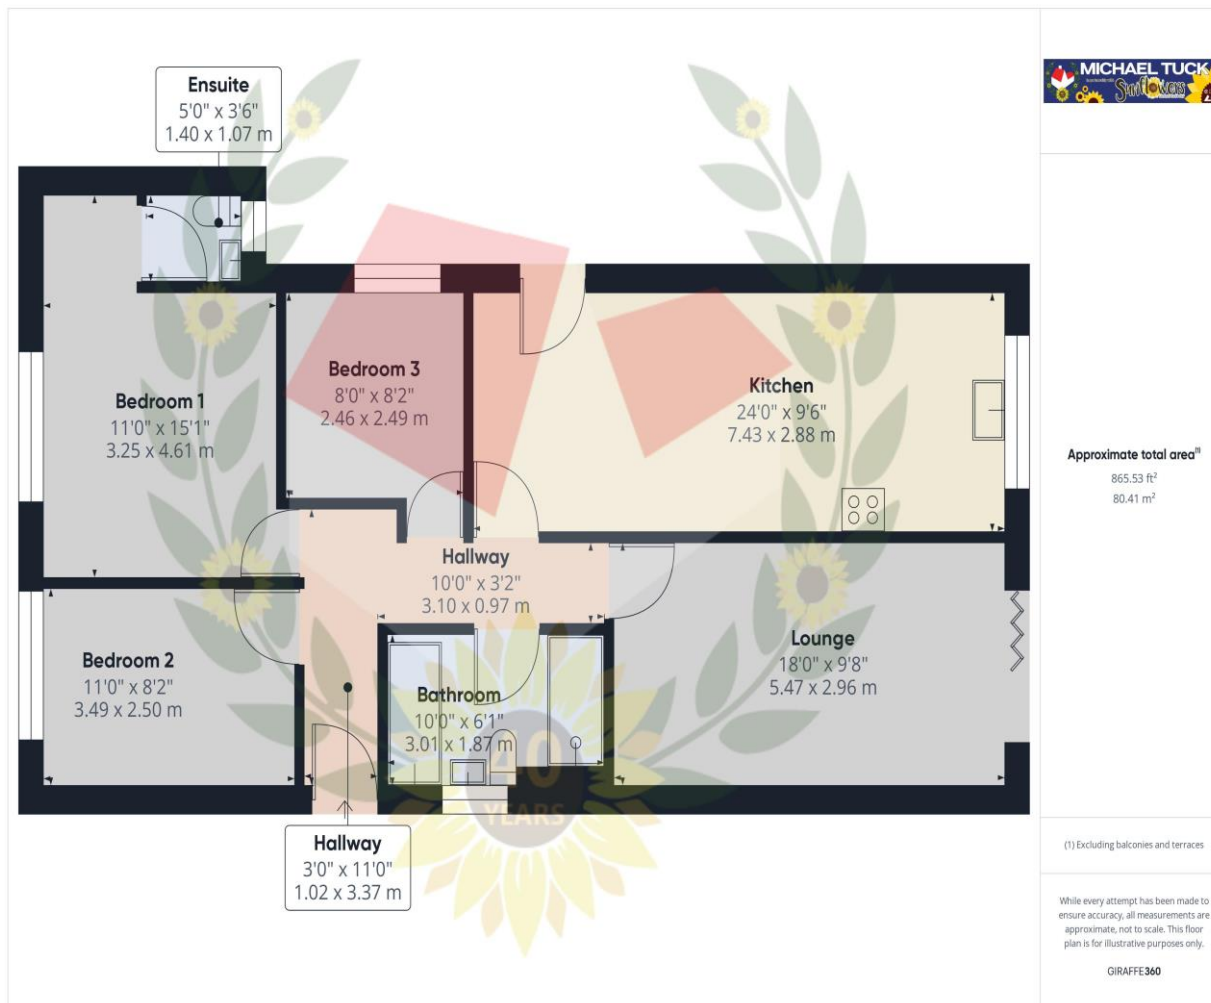 MICHAEL TUCK
Sunflowers
Ensuite
5'0" x 3'6"
1.40 x 1.07 m
Bedroom 1
11'0" x 15'1"
3.25 x 4.61 m
Bedroom 3
8'0" x 8'2"
2.46 x 2.49 m
Kitchen
24'0" x 9'6"
7.43 x 2.88 m
Approximate total area(1)
865.53 ft²
80.41 m²
Hallway
10'0" x 3'2"
3.10 x 0.97 m
Bedroom 2
11'0" x 8'2"
3.49 x 2.50 m
Bathroom
10'0" x 6'1"
3.01 x 1.87 m
Lounge
18'0" x 9'8"
5.47 x 2.96 m
40
YEARS
Hallway
3'0" x 11'0"
1.02 x 3.37 m
(1) Excluding balconies and terraces
While every attempt has been made to
ensure accuracy, all measurements are
approximate, not to scale. This floor
plan is for illustrative purposes only.
GIRAFFE360